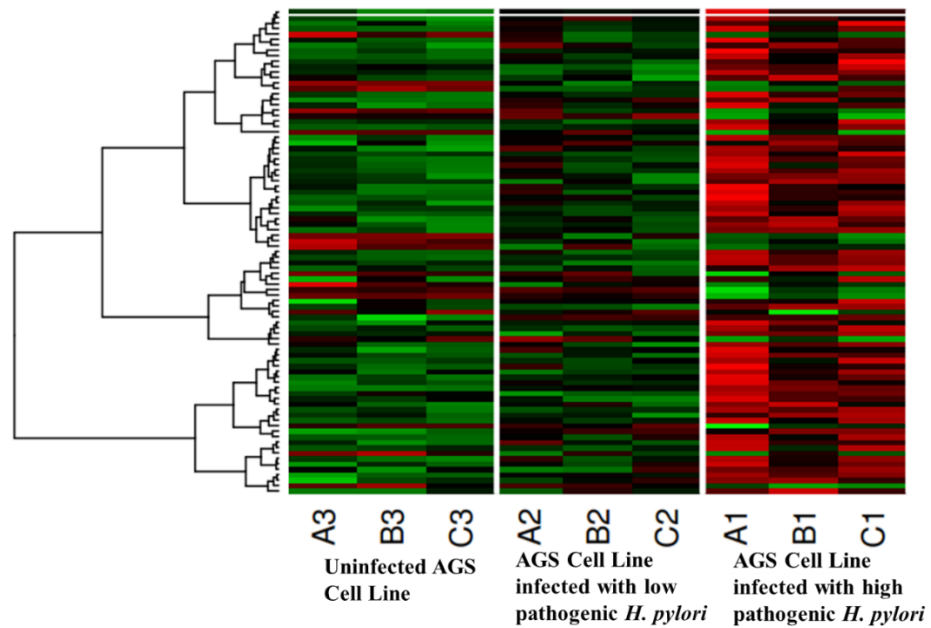 A3 B3 C3 A2 B2 C2 A1 B1 C1
Uninfected AGS
Cell Line
AGS Cell Line
infected with low
pathogenic H. pylori
AGS Cell Line
infected with high
pathogenic H. pylori